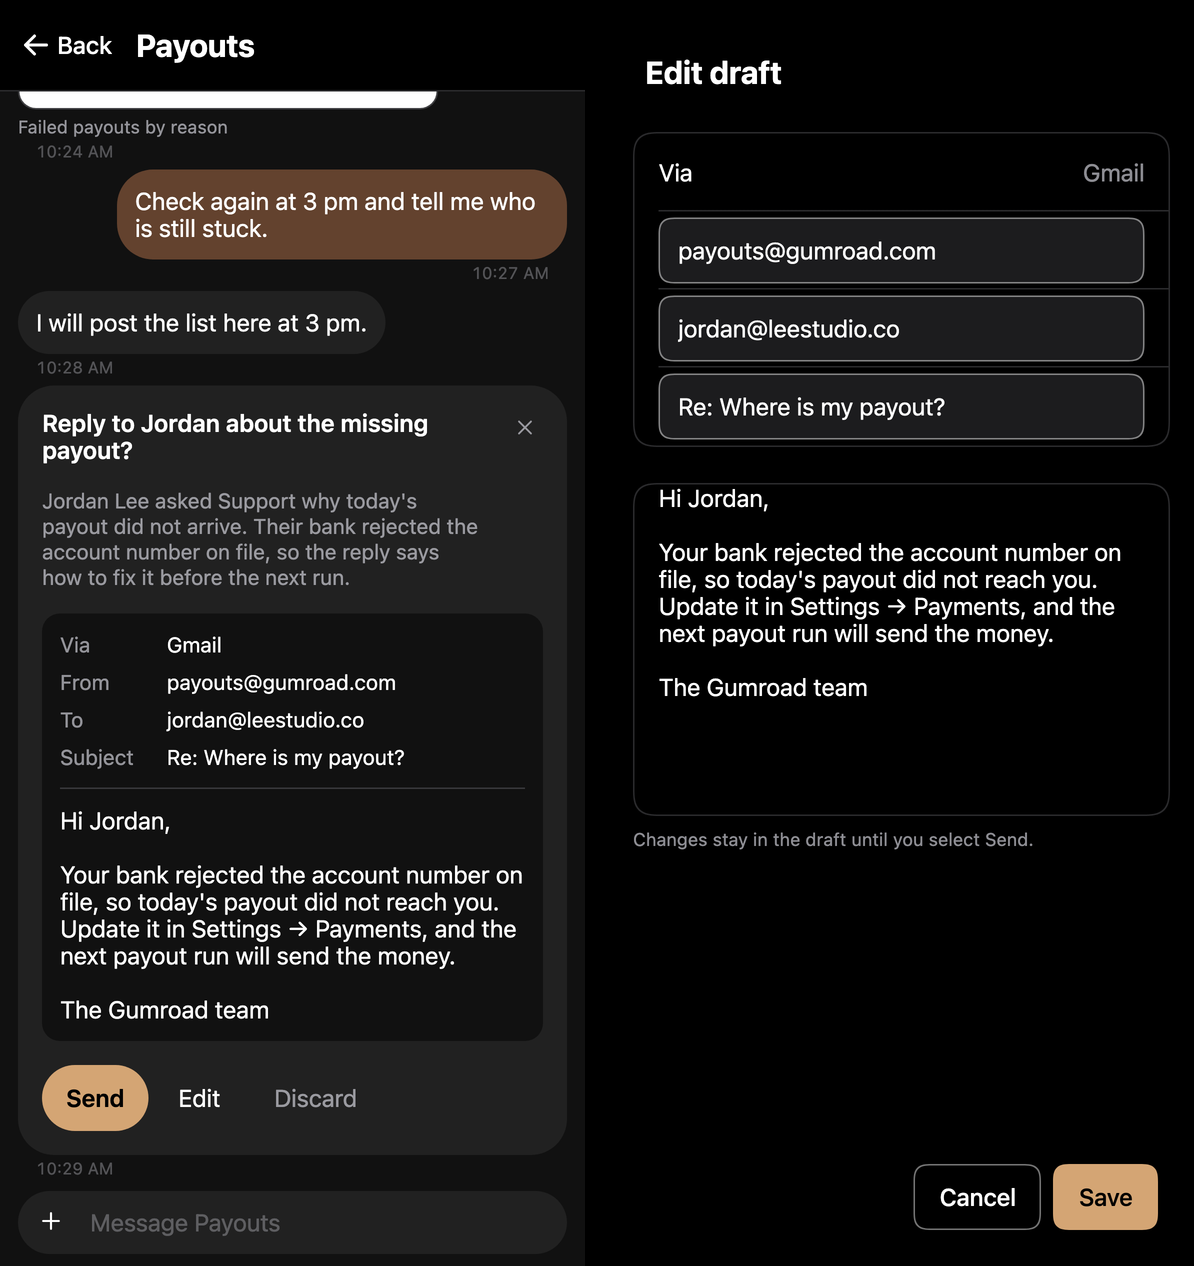 Back Payouts
Failed payouts by reason
10:24 AM
Check again at 3 pm and tell me who
is still stuck.
10:27 AM
I will post the list here at 3 pm.
10:28 AM
Reply to Jordan about the missing
payout?
Jordan Lee asked Support why today's
payout did not arrive. Their bank rejected the
account number on file, so the reply says
how to fix it before the next run.
Via Gmail
From payouts@gumroad.com
To jordan@leestudio.co
Subject Re: Where is my payout?
Hi Jordan,
Your bank rejected the account number on
file, so today's payout did not reach you.
Update it in Settings → Payments, and the
next payout run will send the money.
The Gumroad team
Send Edit Discard
10:29 AM
Message Payouts
Edit draft
Via Gmail
payouts@gumroad.com
jordan@leestudio.co
Re: Where is my payout?
Hi Jordan,
Your bank rejected the account number on
file, so today's payout did not reach you.
Update it in Settings → Payments, and the
next payout run will send the money.
The Gumroad team
Changes stay in the draft until you select Send.
Cancel Save